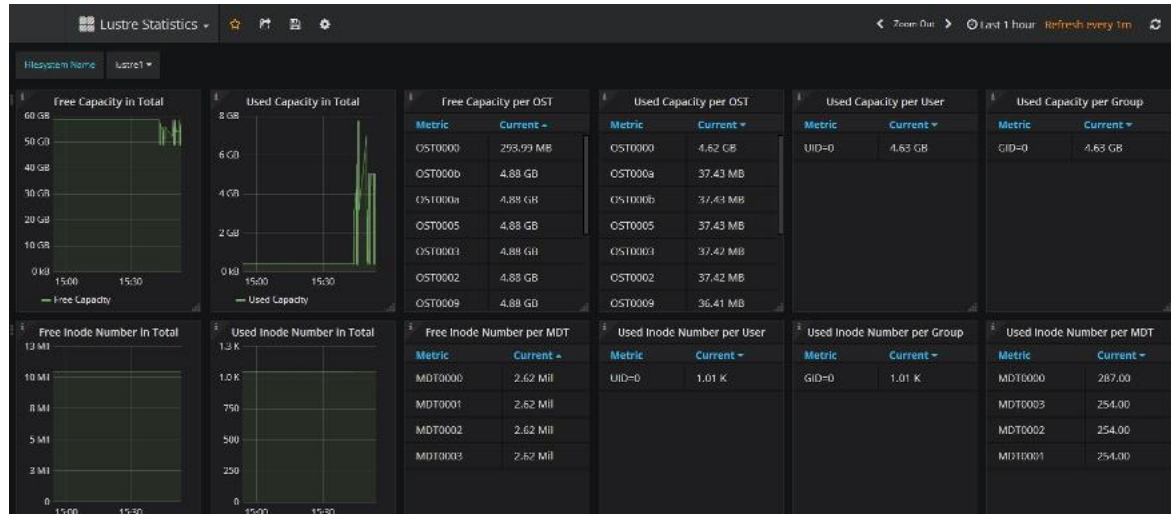 Lustre Statistics
Zoom Out
Last 1 hour Refresh every 1m
Filesystem Name lustre1
Free Capacity in Total
60 GB
50 GB
40 GB
30 GB
20 GB
10 GB
0 kB
15:00 15:30
Free Capacity
Used Capacity in Total
8 GB
6 GB
4 GB
2 GB
0 kB
15:00 15:30
Used Capacity
Free Capacity per OST
Metric Current
OST0000 293.99 MB
OST000b 4.88 GB
OST000a 4.88 GB
OST0005 4.88 GB
OST0003 4.88 GB
OST0002 4.88 GB
OST0009 4.88 GB
Used Capacity per OST
Metric Current
OST0000 4.62 GB
OST000a 37.43 MB
OST000b 37.43 MB
OST0005 37.43 MB
OST0003 37.42 MB
OST0002 37.42 MB
OST0009 36.41 MB
Used Capacity per User
Metric Current
UID=0 4.63 GB
Used Capacity per Group
Metric Current
GID=0 4.63 GB
Free Inode Number in Total
13 Mil
10 Mil
8 Mil
5 Mil
3 Mil
0
15:00 15:30
Used Inode Number in Total
1.3 K
1.0 K
750
500
250
0
15:00 15:30
Free Inode Number per MDT
Metric Current
MDT0000 2.62 Mil
MDT0001 2.62 Mil
MDT0002 2.62 Mil
MDT0003 2.62 Mil
Used Inode Number per User
Metric Current
UID=0 1.01 K
Used Inode Number per Group
Metric Current
GID=0 1.01 K
Used Inode Number per MDT
Metric Current
MDT0000 287.00
MDT0003 254.00
MDT0002 254.00
MDT0001 254.00